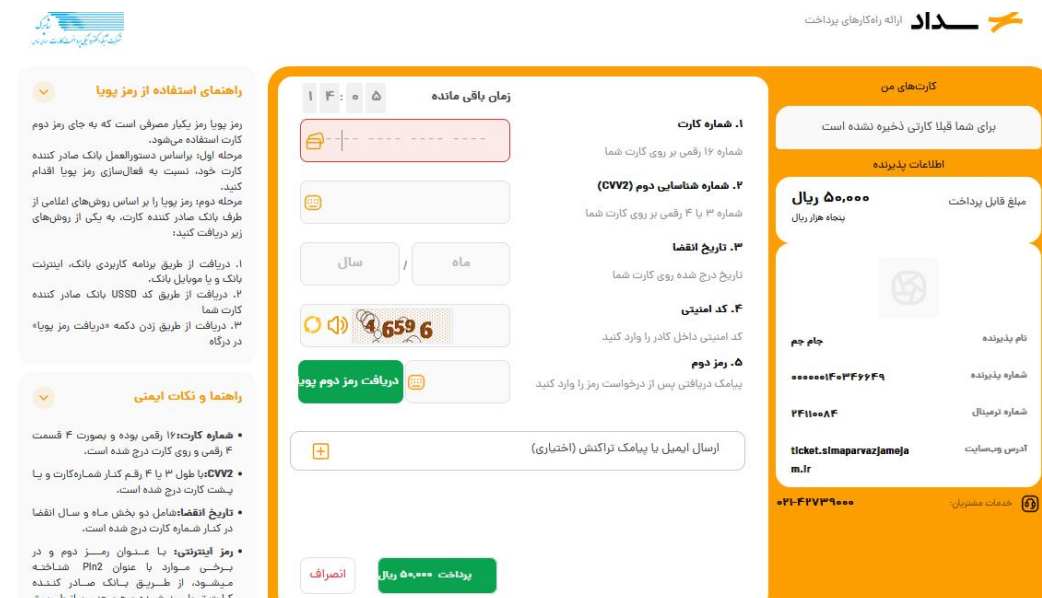 سداد ارائه راه‌کارهای پرداخت
کارت‌های من
برای شما قبلا کارتی ذخیره نشده است
اطلاعات پذیرنده
مبلغ قابل پرداخت
۵۰,۰۰۰ ریال
پنجاه هزار ریال
نام پذیرنده
جام جم
شماره پذیرنده
۰۰۰۰۰۰۱۴۰۳۴۶۶۴۹
شماره ترمینال
۲۴۱۱۰۰۸۴
آدرس وب‌سایت
ticket.simaparvazjameja
m.ir
خدمات مشتریان:
۰۲۱-۴۲۷۳۹۰۰۰
زمان باقی مانده
۱۴:۰۵
۱. شماره کارت
شماره ۱۶ رقمی بر روی کارت شما
---- ---- ---- ----
۲. شماره شناسایی دوم (CVV2)
شماره ۳ یا ۴ رقمی بر روی کارت شما
۳. تاریخ انقضا
تاریخ درج شده روی کارت شما
ماه / سال
۴. کد امنیتی
کد امنیتی داخل کادر را وارد کنید
4 659 6
۵. رمز دوم
پیامک دریافتی پس از درخواست رمز را وارد کنید
دریافت رمز دوم پویا
ارسال ایمیل یا پیامک تراکنش (اختیاری)
پرداخت ۵۰,۰۰۰ ریال
انصراف
راهنمای استفاده از رمز پویا
رمز پویا رمز یکبار مصرفی است که به جای رمز دوم
کارت استفاده می‌شود.
مرحله اول: براساس دستورالعمل بانک صادر کننده
کارت خود، نسبت به فعال‌سازی رمز پویا اقدام
کنید.
مرحله دوم: رمز پویا را بر اساس روش‌های اعلامی از
طرف بانک صادر کننده کارت، به یکی از روش‌های
زیر دریافت کنید:
۱. دریافت از طریق برنامه کاربردی بانک، اینترنت
بانک و یا موبایل بانک.
۲. دریافت از طریق کد USSD بانک صادر کننده
کارت شما
۳. دریافت از طریق زدن دکمه «دریافت رمز پویا»
در درگاه
راهنما و نکات ایمنی
• شماره کارت:۱۶ رقمی بوده و بصورت ۴ قسمت
۴ رقمی و روی کارت درج شده است.
• CVV2:با طول ۳ یا ۴ رقم کنار شماره‌کارت و یا
پشت کارت درج شده است.
• تاریخ انقضا:شامل دو بخش ماه و سال انقضا
در کنار شماره کارت درج شده است.
• رمز اینترنتی: با عنوان رمز دوم و در
برخی موارد با عنوان Pin2 شناخته
میشود، از طریق بانک صادر کننده